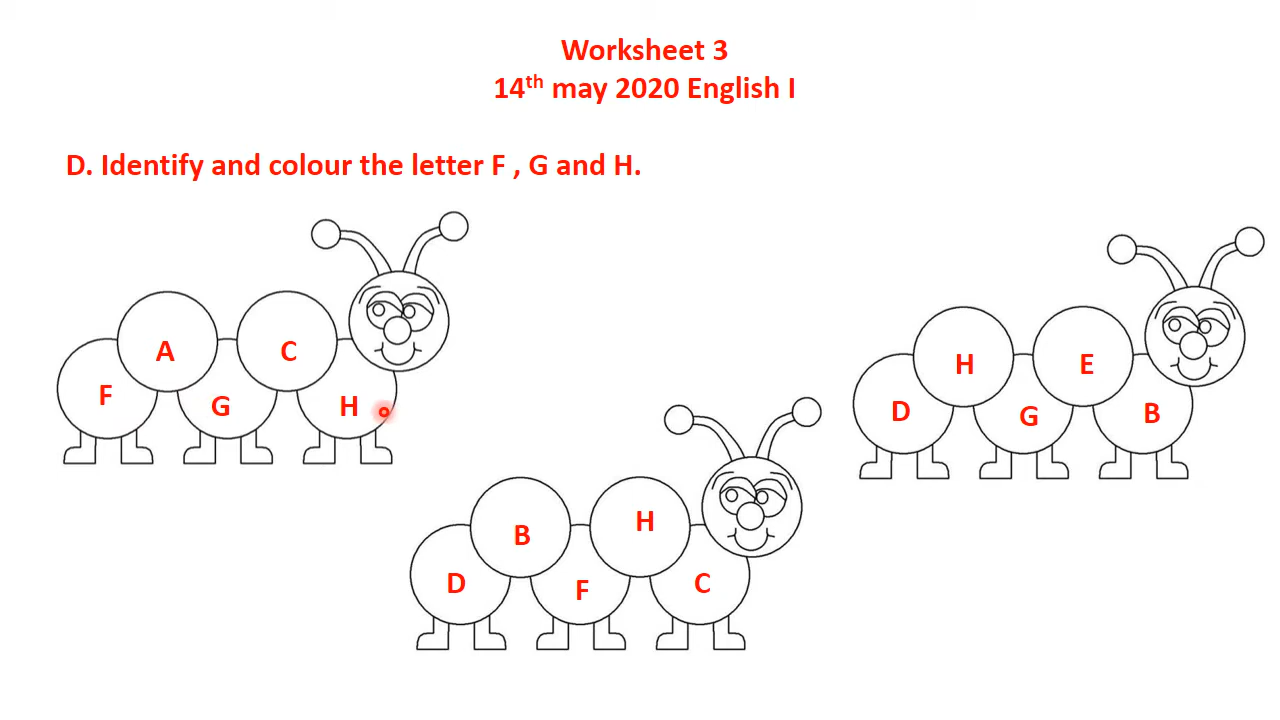 Worksheet 3
14th may 2020 English I
D. Identify and colour the letter F , G and H.
F A G C H
D B F H C
D H G E B